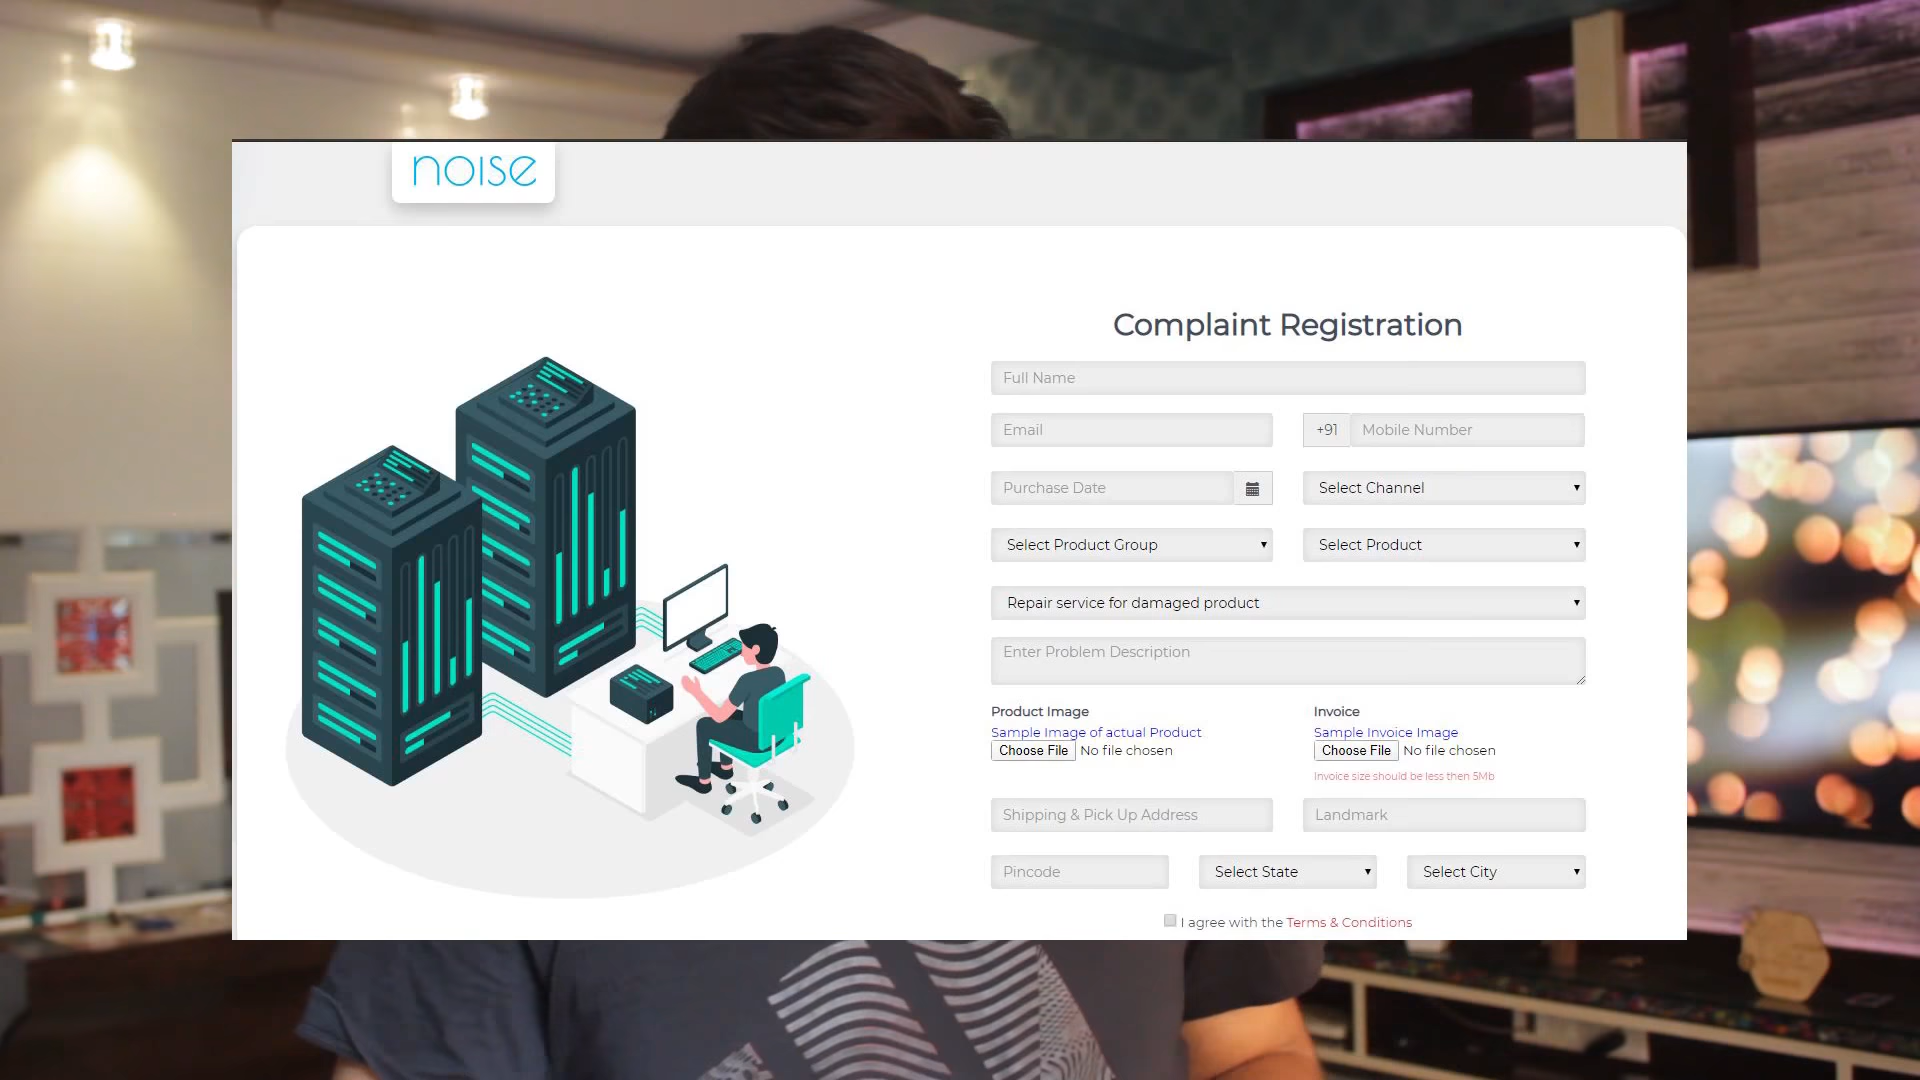 noise
Complaint Registration
Full Name
Email
+91 Mobile Number
Purchase Date
Select Channel
Select Product Group
Select Product
Repair service for damaged product
Enter Problem Description
Product Image
Sample Image of actual Product
Choose File No file chosen
Invoice
Sample Invoice Image
Choose File No file chosen
Invoice size should be less then 5Mb
Shipping & Pick Up Address
Landmark
Pincode
Select State
Select City
I agree with the Terms & Conditions